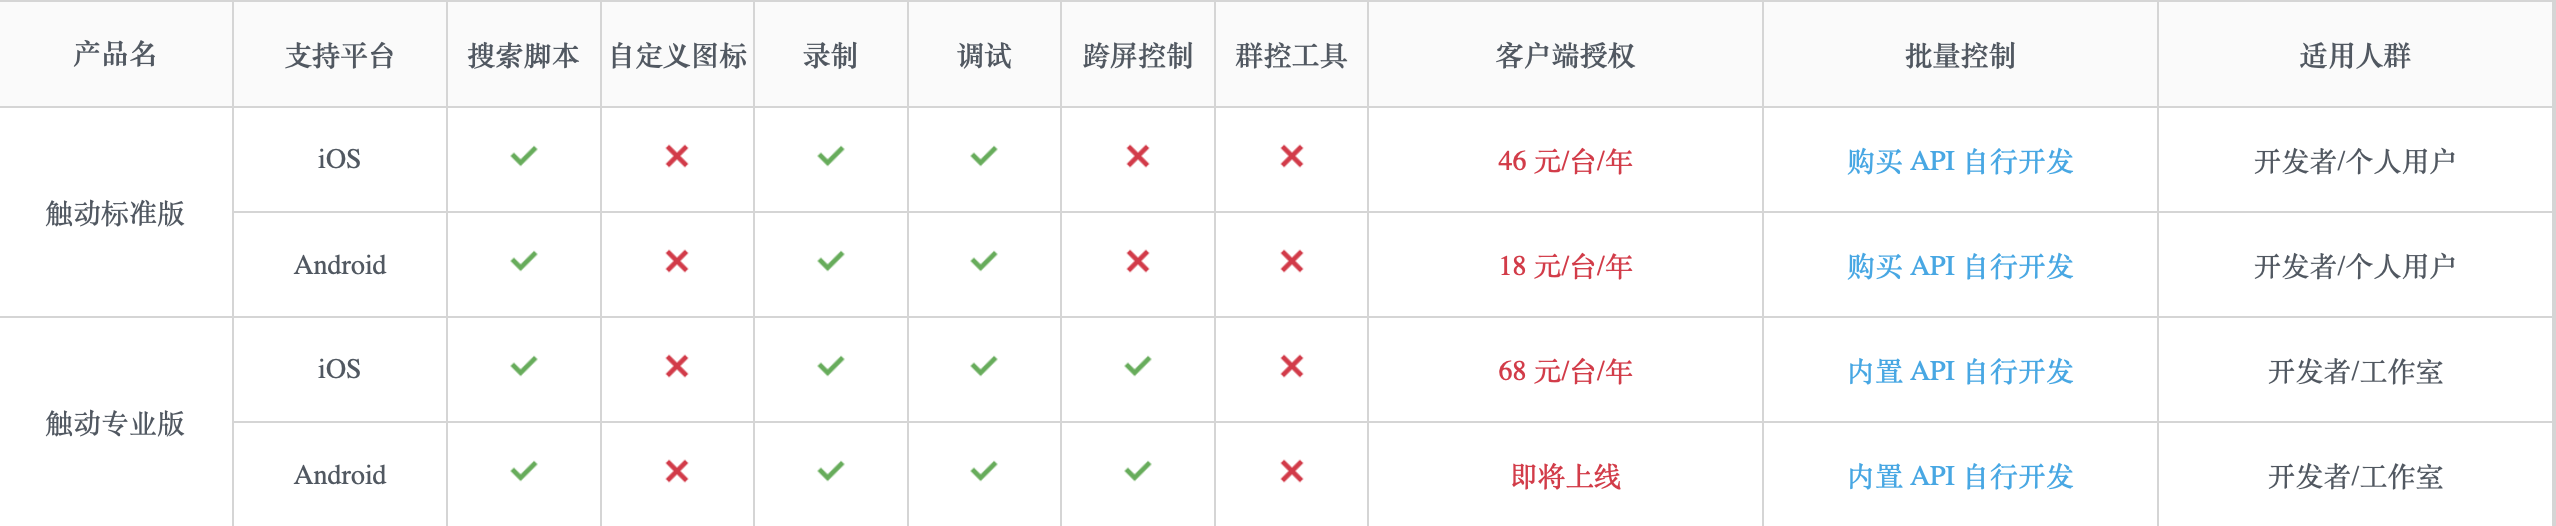 产品名 支持平台 搜索脚本 自定义图标 录制 调试 跨屏控制 群控工具 客户端授权 批量控制 适用人群
触动标准版
iOS 46 元/台/年 购买 API 自行开发 开发者/个人用户
Android 18 元/台/年 购买 API 自行开发 开发者/个人用户
触动专业版
iOS 68 元/台/年 内置 API 自行开发 开发者/工作室
Android 即将上线 内置 API 自行开发 开发者/工作室